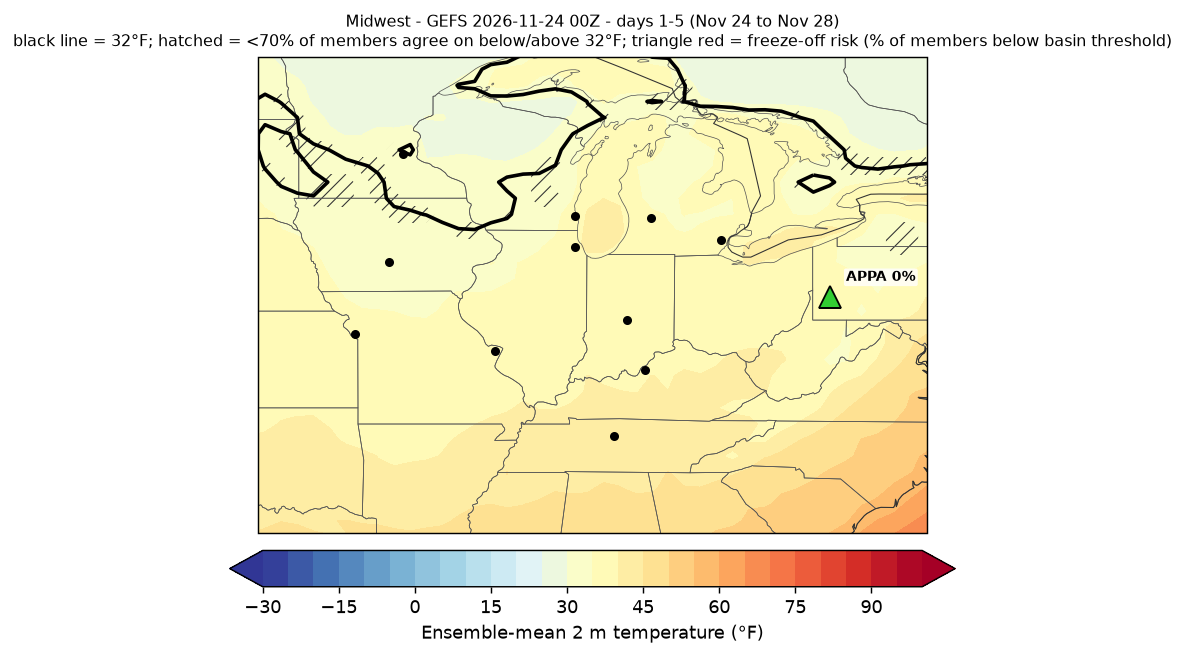 Midwest - GEFS 2026-11-24 00Z - days 1-5 (Nov 24 to Nov 28)
black line = 32°F; hatched = <70% of members agree on below/above 32°F; triangle red = freeze-off risk (% of members below basin threshold)
APPA 0%
−30 −15 0 15 30 45 60 75 90
Ensemble-mean 2 m temperature (°F)